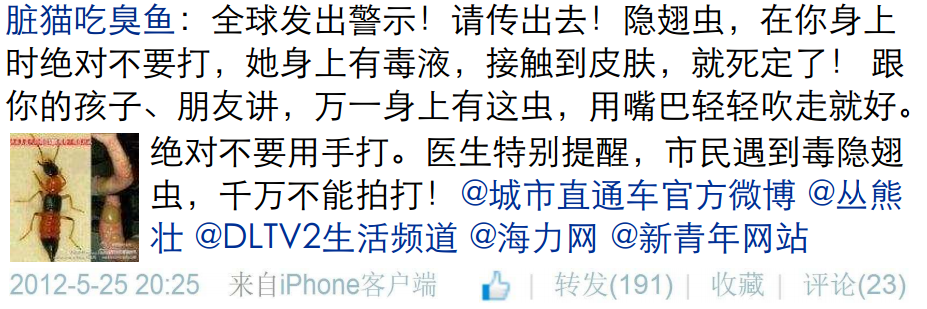 脏猫吃臭鱼：全球发出警示！请传出去！隐翅虫，在你身上
时绝对不要打，她身上有毒液，接触到皮肤，就死定了！ 跟
你的孩子、朋友讲，万一身上有这虫，用嘴巴轻轻吹走就好。
绝对不要用手打。医生特别提醒，市民遇到毒隐翅
虫，千万不能拍打！@城市直通车官方微博 @丛熊
壮 @DLTV2生活频道 @海力网 @新青年网站
2012-5-25 20:25 来自iPhone客户端 | 转发(191) | 收藏 | 评论(23)